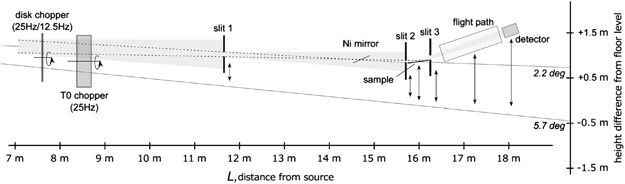 disk chopper
(25Hz/12.5Hz)
T0 chopper
(25Hz)
slit 1
Ni mirror
sample
slit 2
slit 3
flight path
detector
+1.5 m
2.2 deg
+0.5 m
-0.5 m
5.7 deg
-1.5 m
height difference from floor level
7 m
8 m
9 m
10 m
11 m
12 m
13 m
14 m
15 m
16 m
17 m
18 m
L, distance from source